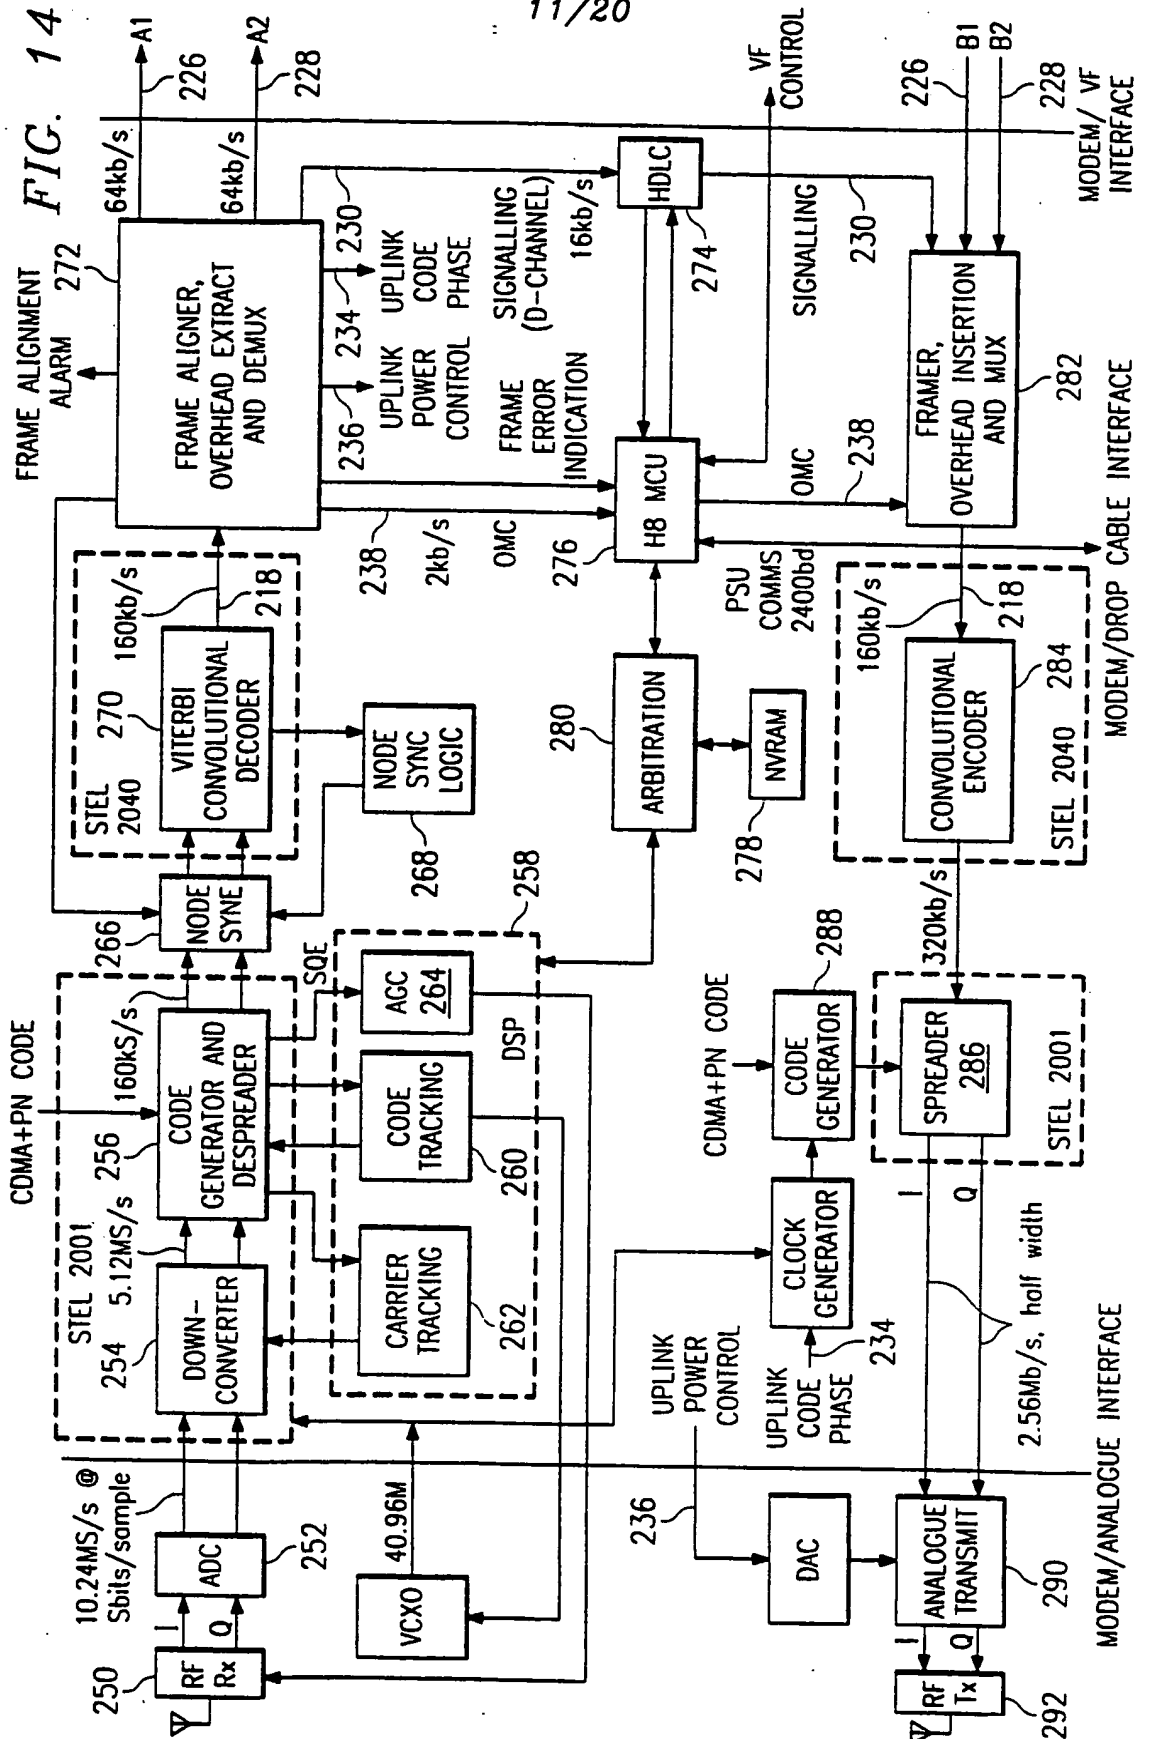 11/20
FIG. 14
FRAME ALIGNMENT
ALARM
272
64kb/s
A1
226
64kb/s
A2
228
FRAME ALIGNER,
OVERHEAD EXTRACT
AND DEMUX
230
234
UPLINK
CODE
PHASE
236
UPLINK
POWER
CONTROL
SIGNALLING
(D-CHANNEL)
16kb/s
HDLC
274
VF
CONTROL
FRAME
ERROR
INDICATION
238
2kb/s
OMC
H8 MCU
276
OMC
238
SIGNALLING
230
226
B1
B2
228
MODEM/VF
INTERFACE
FRAMER,
OVERHEAD INSERTION
AND MUX
282
PSU
COMMS
2400bd
MODEM/DROP CABLE INTERFACE
160kb/s
218
STEL
2040
270
VITERBI
CONVOLUTIONAL
DECODER
NODE
SYNC
LOGIC
268
266
NODE
SYNE
280
ARBITRATION
NVRAM
278
160kb/s
218
CONVOLUTIONAL
ENCODER
284
STEL 2040
320kb/s
CDMA+PN CODE
STEL 2001
256
160kS/s
CODE
GENERATOR AND
DESPREADER
5.12MS/s
254
DOWN-
CONVERTER
SQE
258
AGC
264
DSP
CODE
TRACKING
260
CARRIER
TRACKING
262
CDMA+PN CODE
288
CODE
GENERATOR
CLOCK
GENERATOR
234
UPLINK
CODE
PHASE
SPREADER
286
STEL 2001
I
Q
2.56Mb/s, half width
UPLINK
POWER
CONTROL
236
10.24MS/s @
5bits/sample
250
RF
Rx
I
Q
ADC
252
40.96M
VCXO
DAC
ANALOGUE
TRANSMIT
290
I
Q
RF
Tx
292
MODEM/ANALOGUE INTERFACE